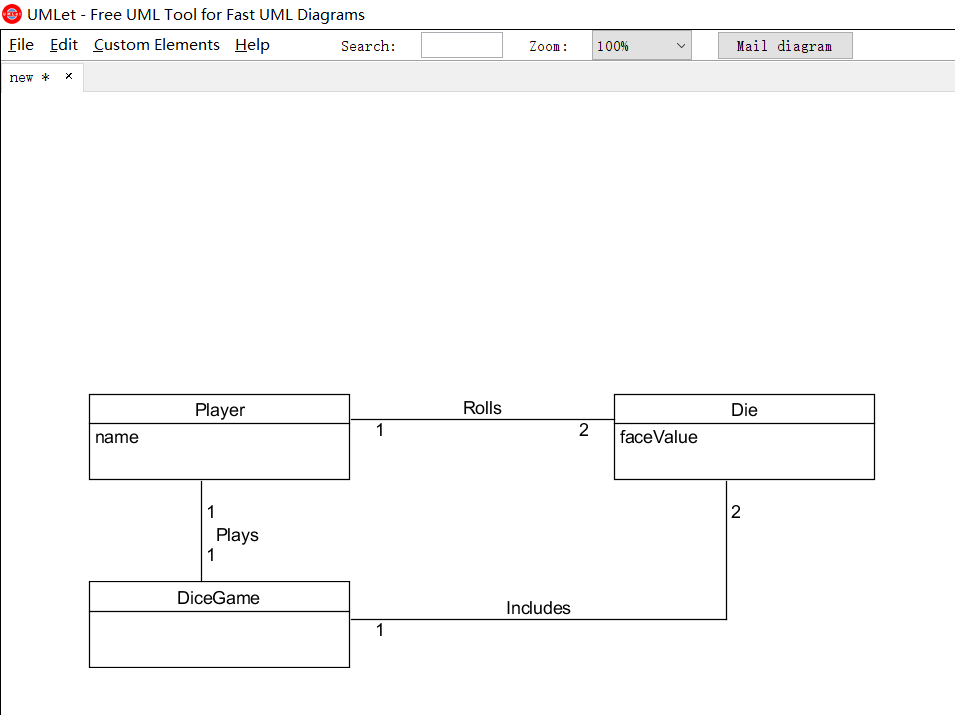 UMLet - Free UML Tool for Fast UML Diagrams
File Edit Custom Elements Help Search: Zoom: 100% Mail diagram
new * ×
Player
name
Rolls
1 2
Die
faceValue
1
Plays
1
2
DiceGame
Includes
1